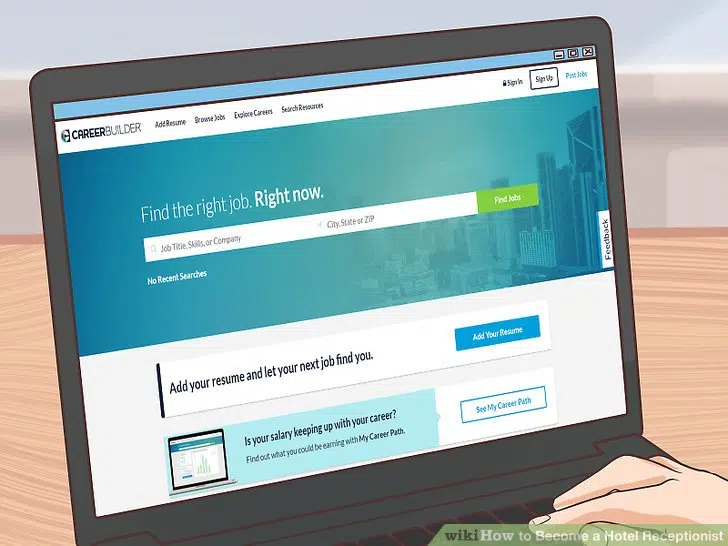 Sign In Sign Up Post Jobs
CAREERBUILDER Add Resume Browse Jobs Explore Careers Search Resources
Find the right job. Right now.
Job Title, Skills, or Company City, State or ZIP Find Jobs
No Recent Searches
Feedback
Add your resume and let your next job find you. Add Your Resume
Is your salary keeping up with your career?
Find out what you could be earning with My Career Path.
See My Career Path
wikiHow to Become a Hotel Receptionist